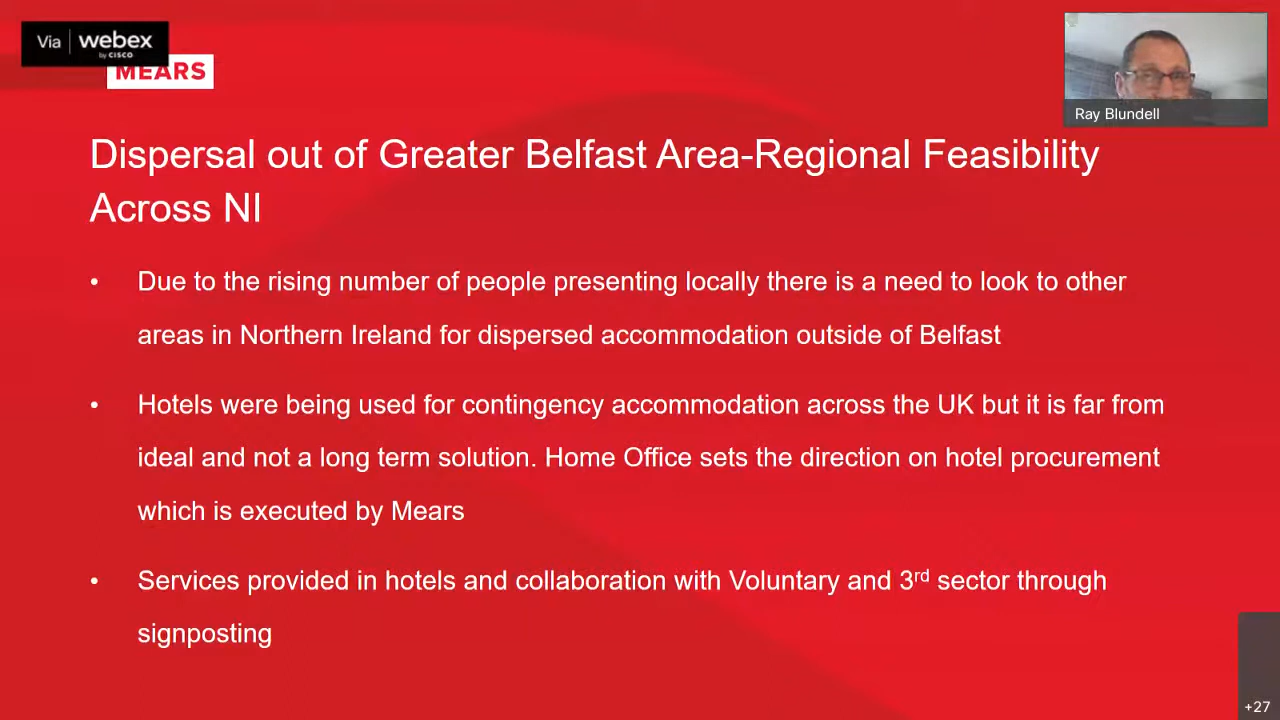 Via webex
by CISCO
MEARS
Ray Blundell
Dispersal out of Greater Belfast Area-Regional Feasibility
Across NI
• Due to the rising number of people presenting locally there is a need to look to other
areas in Northern Ireland for dispersed accommodation outside of Belfast
• Hotels were being used for contingency accommodation across the UK but it is far from
ideal and not a long term solution. Home Office sets the direction on hotel procurement
which is executed by Mears
• Services provided in hotels and collaboration with Voluntary and 3rd sector through
signposting
+27